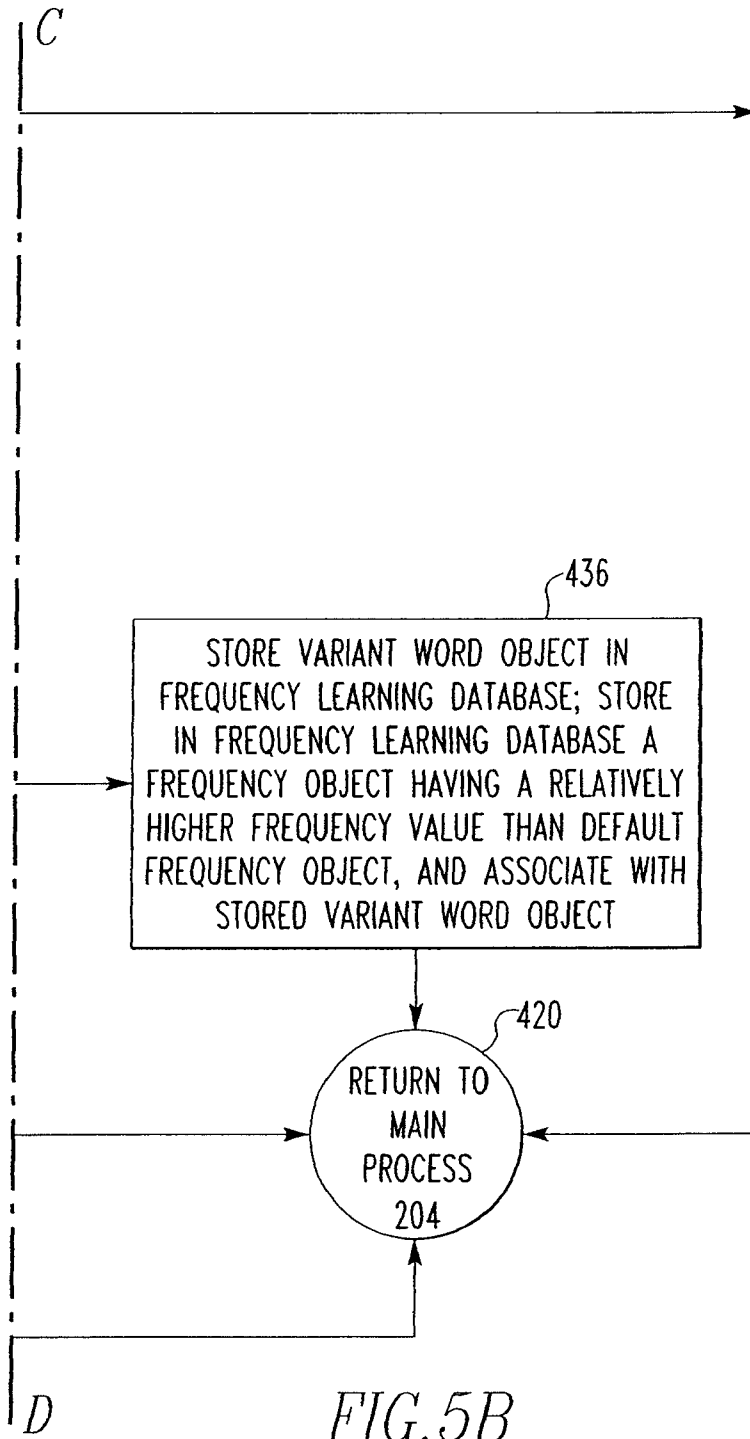 C
436
STORE VARIANT WORD OBJECT IN
FREQUENCY LEARNING DATABASE; STORE
IN FREQUENCY LEARNING DATABASE A
FREQUENCY OBJECT HAVING A RELATIVELY
HIGHER FREQUENCY VALUE THAN DEFAULT
FREQUENCY OBJECT, AND ASSOCIATE WITH
STORED VARIANT WORD OBJECT
420
RETURN TO
MAIN
PROCESS
204
D
FIG.5B